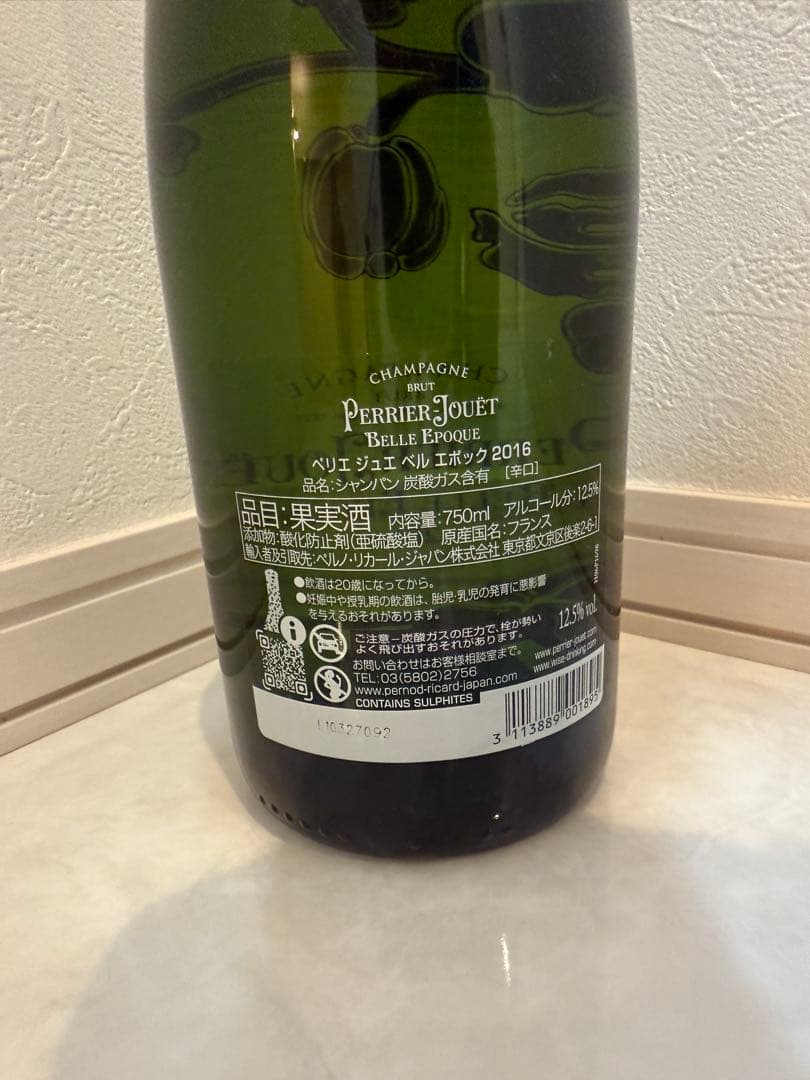 CHAMPAGNE
BRUT
PERRIER-JOUËT
BELLE EPOQUE
ペリエ ジュエ ベル エポック 2016
品名:シャンパン 炭酸ガス含有 [辛口]
品目:果実酒 内容量:750ml アルコール分:12.5%
添加物:酸化防止剤(亜硫酸塩) 原産国名:フランス
輸入者及引取先:ペルノ・リカール・ジャパン株式会社 東京都文京区後楽2-6-1
●飲酒は20歳になってから。
●妊娠中や授乳期の飲酒は、胎児・乳児の発育に悪影響
を与えるおそれがあります。
12.5% vol.
ご注意−炭酸ガスの圧力で、栓が勢い
よく飛び出すおそれがあります。
お問い合わせはお客様相談室まで。
TEL:03(5802)2756
www.pernod-ricard-japan.com
www.perrier-jouet.com
www.wise-drinking.com
CONTAINS SULPHITES
L10327092
3 113889 001895